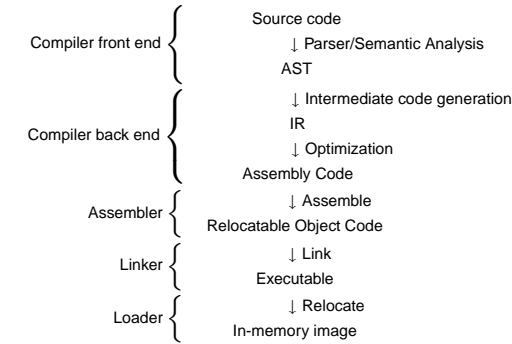 Source code
Compiler front end
↓ Parser/Semantic Analysis
AST
↓ Intermediate code generation
IR
Compiler back end
↓ Optimization
Assembly Code
↓ Assemble
Assembler
Relocatable Object Code
↓ Link
Linker
Executable
↓ Relocate
Loader
In-memory image